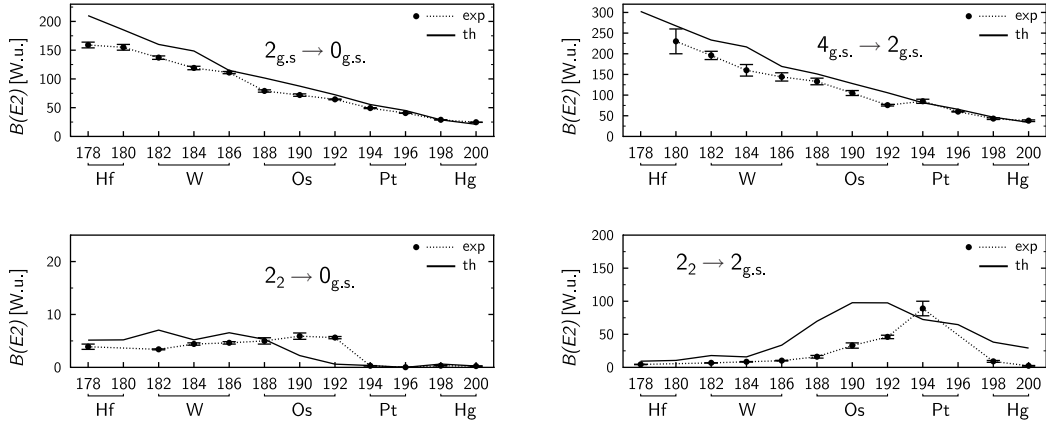 B(E2) [W.u.]
200
150
100
50
0
2g.s → 0g.s.
exp
th
178 180 182 184 186 188 190 192 194 196 198 200
Hf W Os Pt Hg
B(E2) [W.u.]
300
250
200
150
100
50
0
4g.s. → 2g.s.
exp
th
178 180 182 184 186 188 190 192 194 196 198 200
Hf W Os Pt Hg
B(E2) [W.u.]
20
10
0
2₂ → 0g.s.
exp
th
178 180 182 184 186 188 190 192 194 196 198 200
Hf W Os Pt Hg
B(E2) [W.u.]
200
150
100
50
0
2₂ → 2g.s.
exp
th
178 180 182 184 186 188 190 192 194 196 198 200
Hf W Os Pt Hg